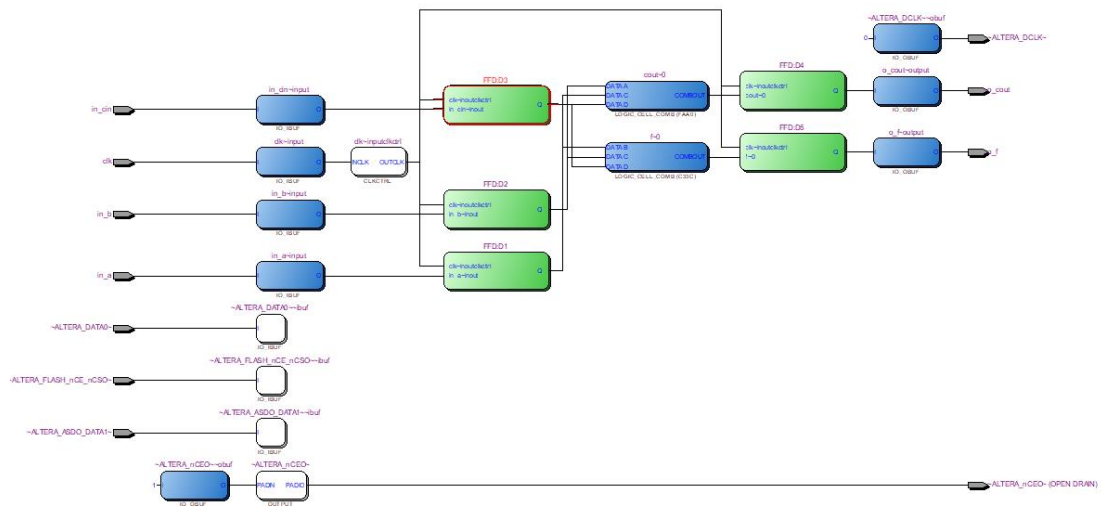 ~ALTERA_DCLK~~obuf
0
I
O
~ALTERA_DCLK~
IO_OBUF
FFD:D3
cout~0
FFD:D4
o_cout~output
in_cin
in_cin~input
I
O
IO_IBUF
clk~inputclkctrl
in_cin~input
Q
DATAA
DATAC
DATAD
COMBOUT
LOGIC_CELL_COMB (FAA0)
clk~inputclkctrl
cout~0
Q
I
O
IO_OBUF
o_cout
clk
clk~input
I
O
IO_IBUF
clk~inputclkctrl
INCLK
OUTCLK
CLKCTRL
f~0
DATAB
DATAC
DATAD
COMBOUT
LOGIC_CELL_COMB (C33C)
FFD:D5
clk~inputclkctrl
f~0
Q
o_f~output
I
O
IO_OBUF
o_f
in_b
in_b~input
I
O
IO_IBUF
FFD:D2
clk~inputclkctrl
in_b~input
Q
in_a
in_a~input
I
O
IO_IBUF
FFD:D1
clk~inputclkctrl
in_a~input
Q
~ALTERA_DATA0~
~ALTERA_DATA0~~ibuf
I
IO_IBUF
~ALTERA_FLASH_nCE_nCSO~
~ALTERA_FLASH_nCE_nCSO~~ibuf
I
IO_IBUF
~ALTERA_ASDO_DATA1~
~ALTERA_ASDO_DATA1~~ibuf
I
IO_IBUF
~ALTERA_nCEO~~obuf
1
I
O
IO_OBUF
~ALTERA_nCEO~
PADIN
PADIO
OUTPUT
~ALTERA_nCEO~ (OPEN DRAIN)